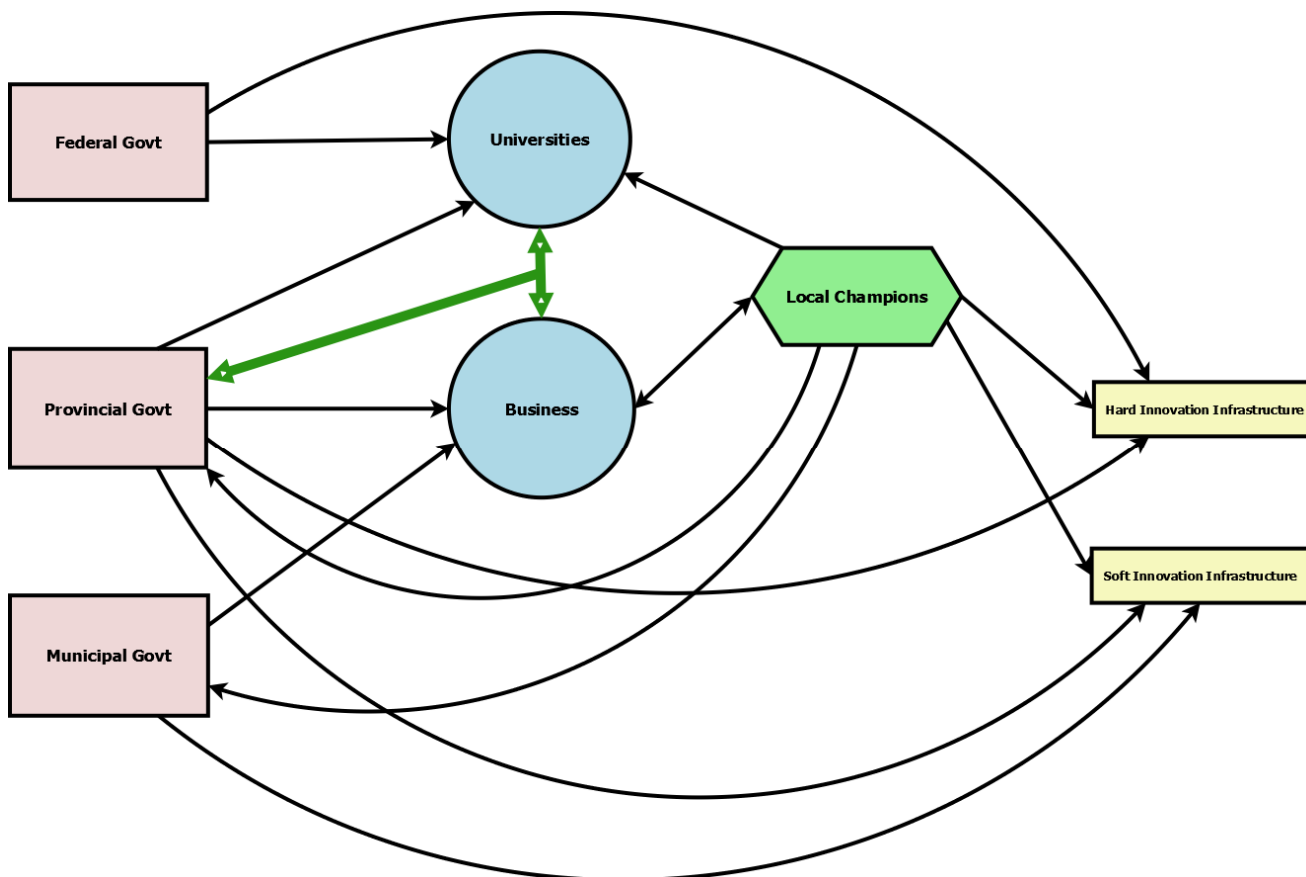 Federal Govt
Universities
Local Champions
Provincial Govt
Business
Hard Innovation Infrastructure
Soft Innovation Infrastructure
Municipal Govt